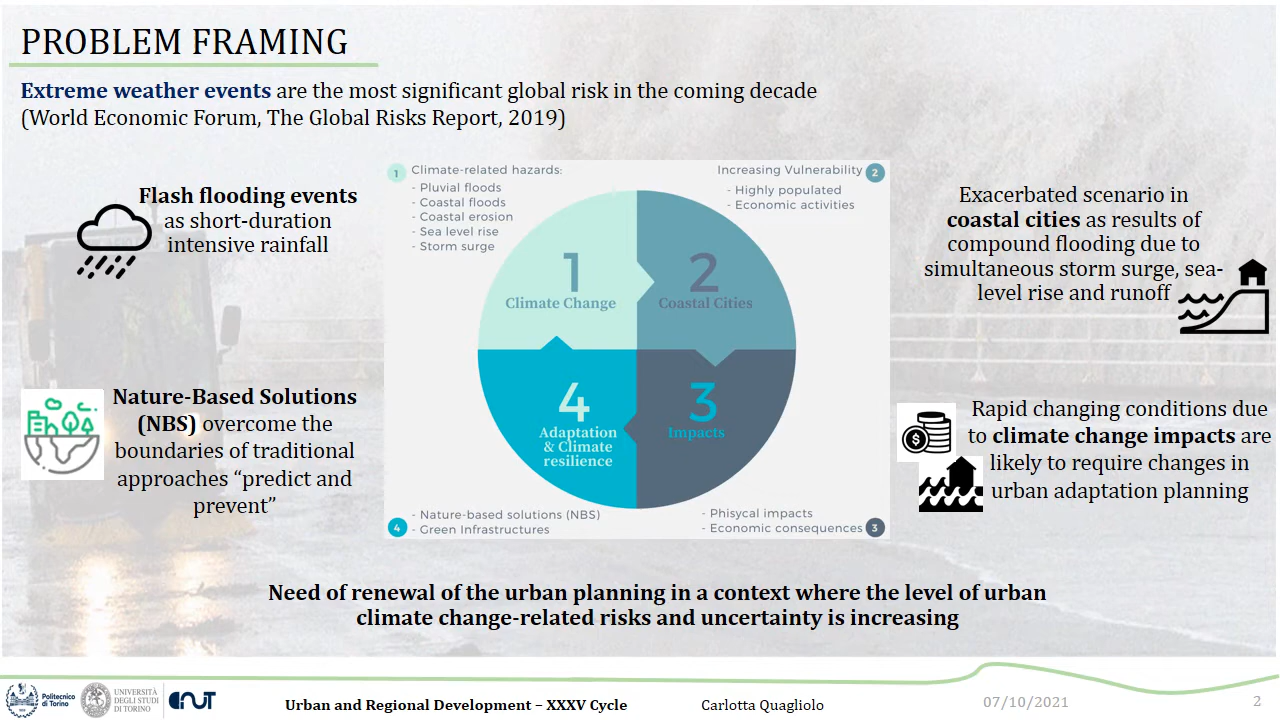 PROBLEM FRAMING
Extreme weather events are the most significant global risk in the coming decade
(World Economic Forum, The Global Risks Report, 2019)
Flash flooding events
as short-duration
intensive rainfall
Nature-Based Solutions
(NBS) overcome the
boundaries of traditional
approaches “predict and
prevent”
1 Climate-related hazards:
- Pluvial floods
- Coastal floods
- Coastal erosion
- Sea level rise
- Storm surge
Increasing Vulnerability 2
- Highly populated
- Economic activities
1
Climate Change
2
Coastal Cities
4
Adaptation
& Climate
resilience
3
Impacts
4
- Nature-based solutions (NBS)
- Green Infrastructures
- Phisycal impacts
- Economic consequences 3
Exacerbated scenario in
coastal cities as results of
compound flooding due to
simultaneous storm surge, sea-
level rise and runoff
$
Rapid changing conditions due
to climate change impacts are
likely to require changes in
urban adaptation planning
Need of renewal of the urban planning in a context where the level of urban
climate change-related risks and uncertainty is increasing
Politecnico
di Torino
UNIVERSITÀ
DEGLI STUDI
DI TORINO
Urban and Regional Development – XXXV Cycle
Carlotta Quagliolo
07/10/2021
2